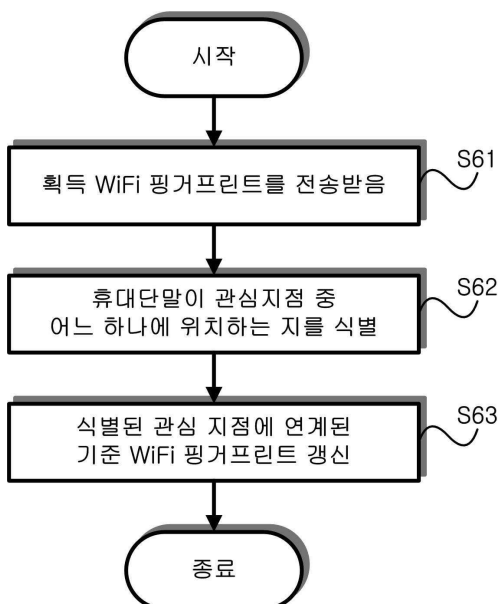 시작
획득 WiFi 핑거프린트를 전송받음
S61
휴대단말이 관심지점 중
어느 하나에 위치하는 지를 식별
S62
식별된 관심 지점에 연계된
기준 WiFi 핑거프린트 갱신
S63
종료